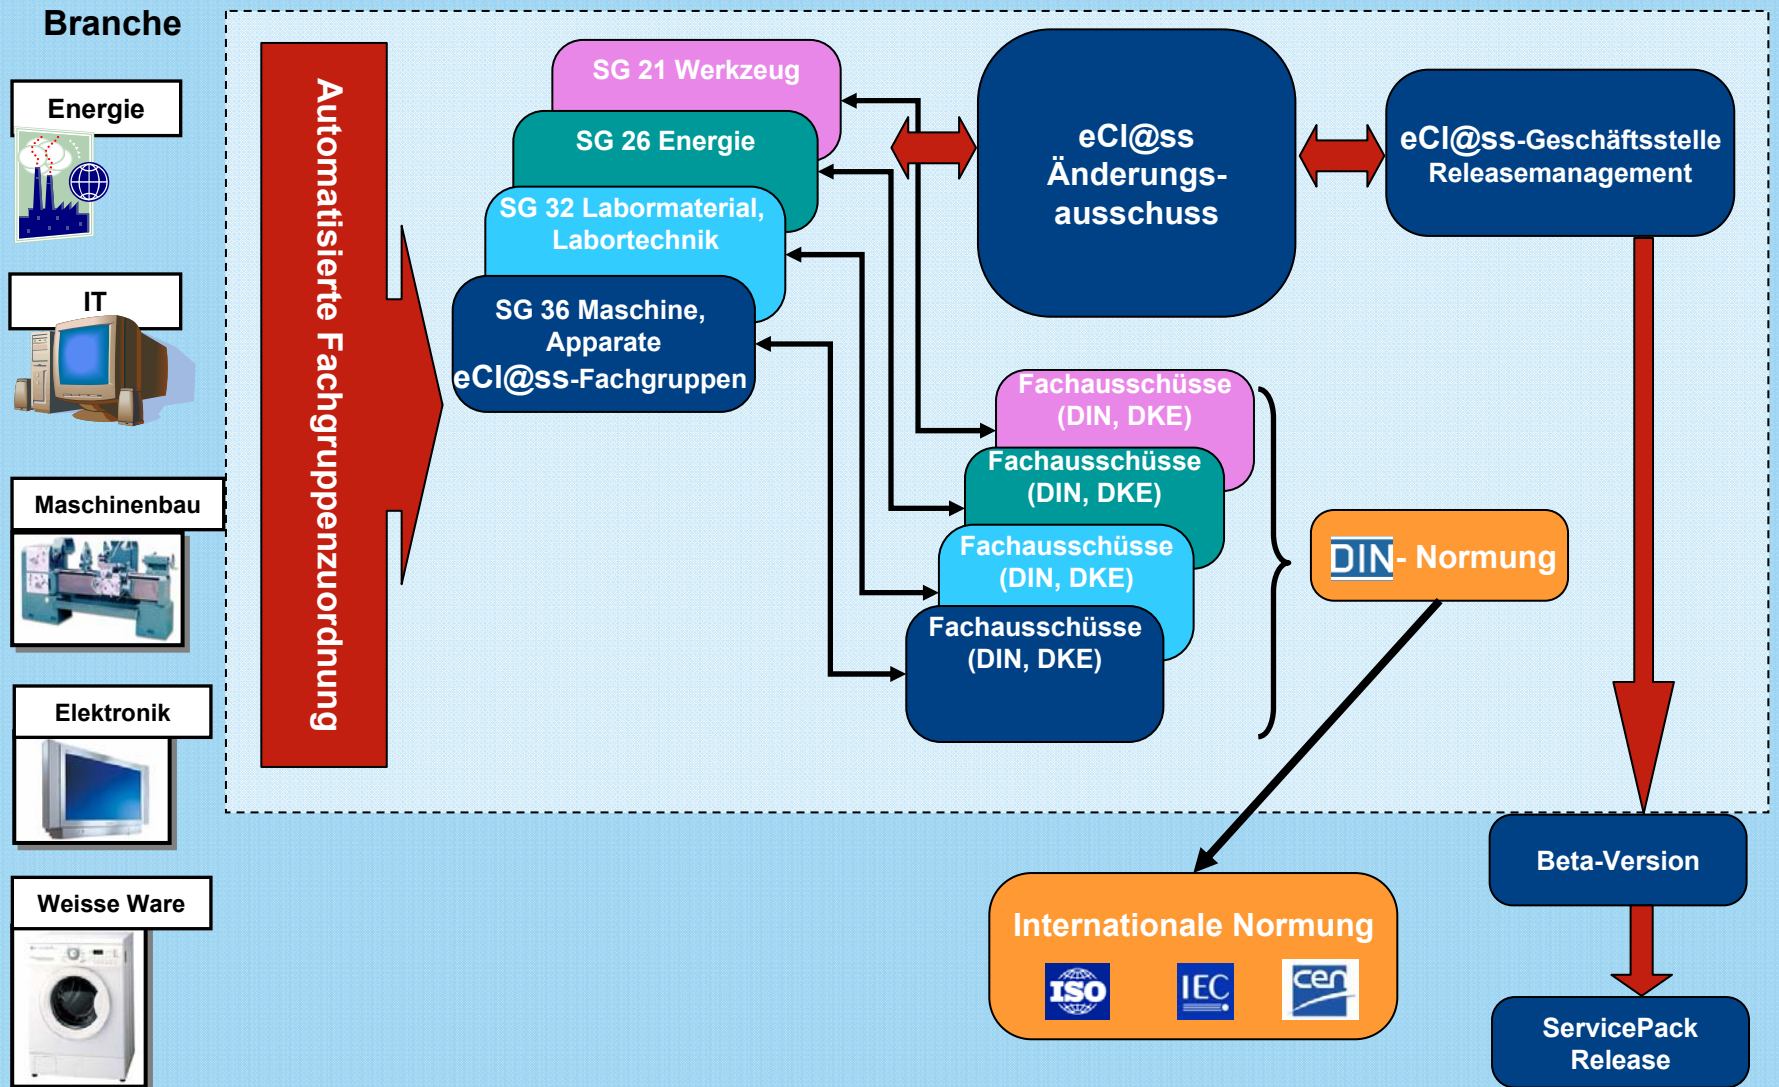 Branche
Energie
IT
Maschinenbau
Elektronik
Weisse Ware
Automatisierte Fachgruppenzuordnung
SG 21 Werkzeug
SG 26 Energie
SG 32 Labormaterial,
Labortechnik
SG 36 Maschine,
Apparate
eCl@ss-Fachgruppen
eCl@ss
Änderungs-
ausschuss
eCl@ss-Geschäftsstelle
Releasemanagement
Fachausschüsse
(DIN, DKE)
Fachausschüsse
(DIN, DKE)
Fachausschüsse
(DIN, DKE)
Fachausschüsse
(DIN, DKE)
DIN - Normung
Internationale Normung
ISO
IEC
cen
Beta-Version
ServicePack
Release